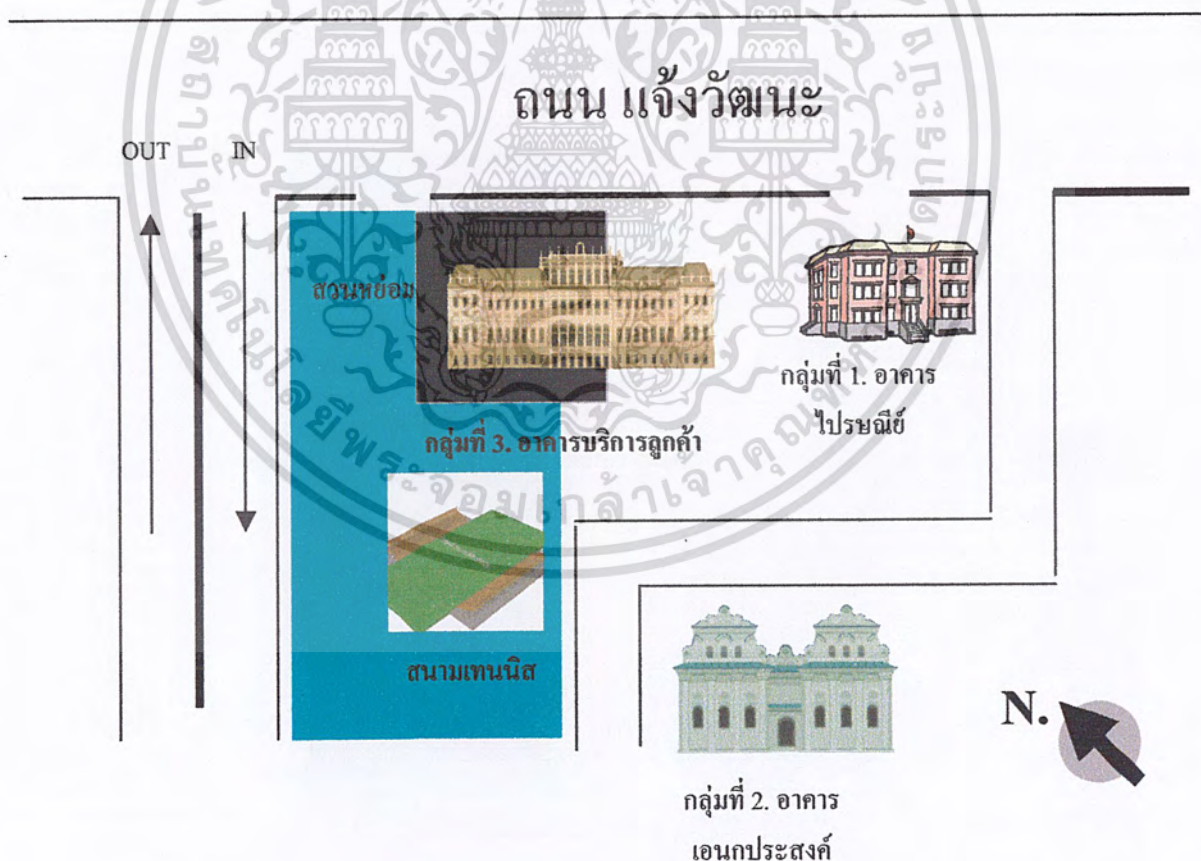 ถนน แจ้งวัฒนะ
OUT IN
สวนหย่อม
กลุ่มที่ 1. อาคาร
ไปรษณีย์
กลุ่มที่ 3. อาคารบริการลูกค้า
สนามเทนนิส
N.
กลุ่มที่ 2. อาคาร
เอนกประสงค์